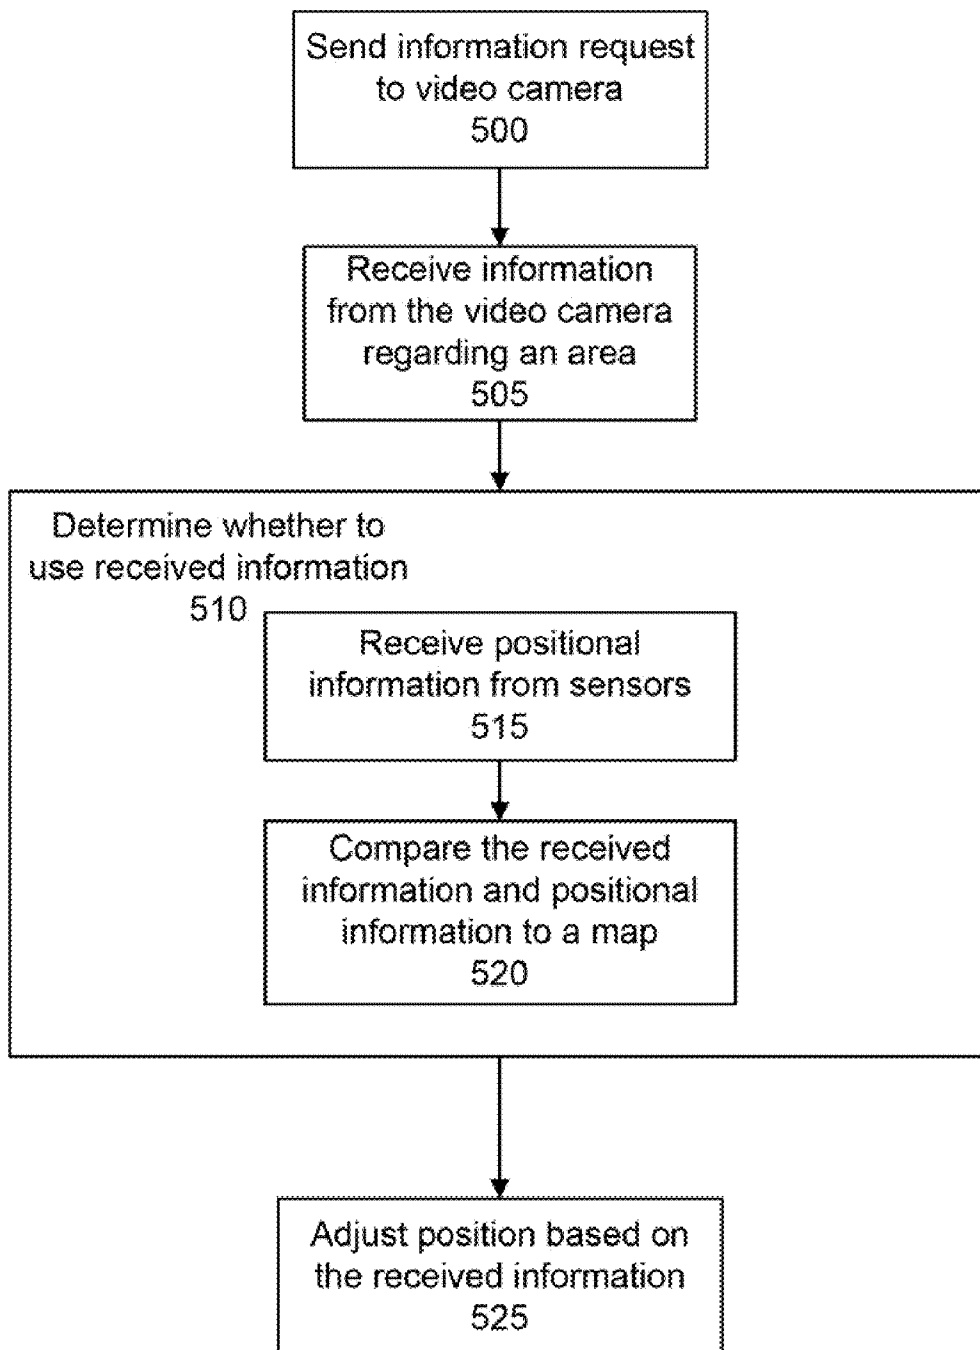 Send information request
to video camera
500
Receive information
from the video camera
regarding an area
505
Determine whether to
use received information
510
Receive positional
information from sensors
515
Compare the received
information and positional
information to a map
520
Adjust position based on
the received information
525